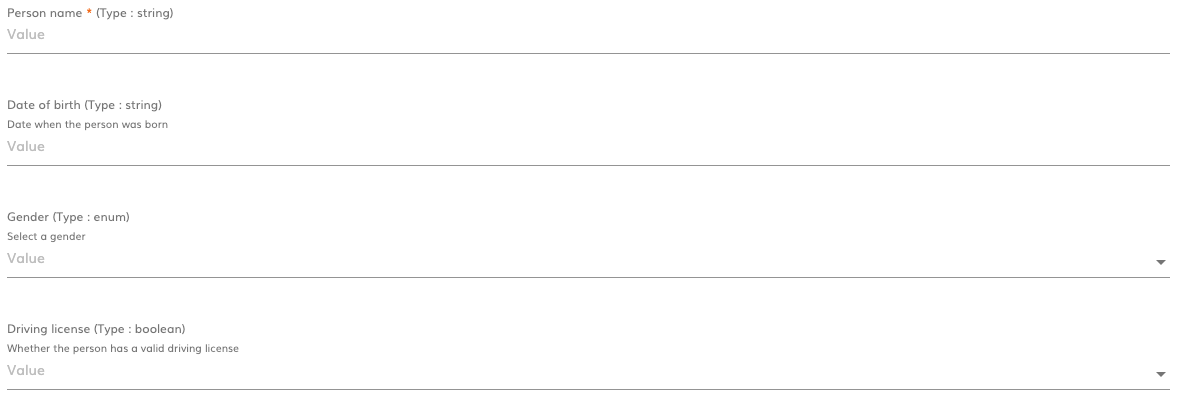 Person name * (Type : string)
Value
Date of birth (Type : string)
Date when the person was born
Value
Gender (Type : enum)
Select a gender
Value
Driving license (Type : boolean)
Whether the person has a valid driving license
Value